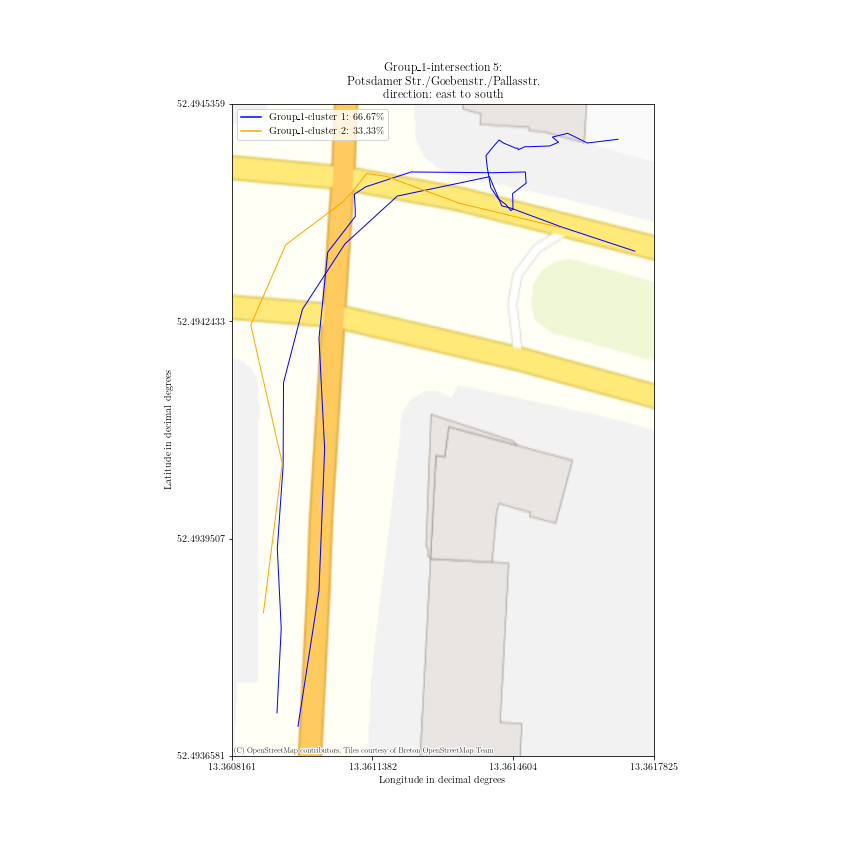 Group_1-intersection 5:
Potsdamer Str./Goebenstr./Pallasstr.
direction: east to south
52.4945359
Group_1-cluster 1: 66.67%
Group_1-cluster 2: 33.33%
52.4942433
Latitude in decimal degrees
52.4939507
52.4936581
(C) OpenStreetMap contributors, Tiles courtesy of Breton OpenStreetMap Team
13.3608161 13.3611382 13.3614604 13.3617825
Longitude in decimal degrees